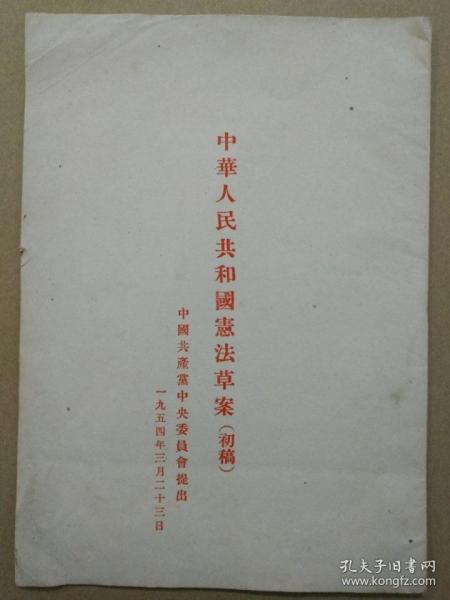 中華人民共和國憲法草案(初稿)
中國共產黨中央委員會提出
一九五四年三月二十三日
孔夫子旧书网
www.kongfz.com